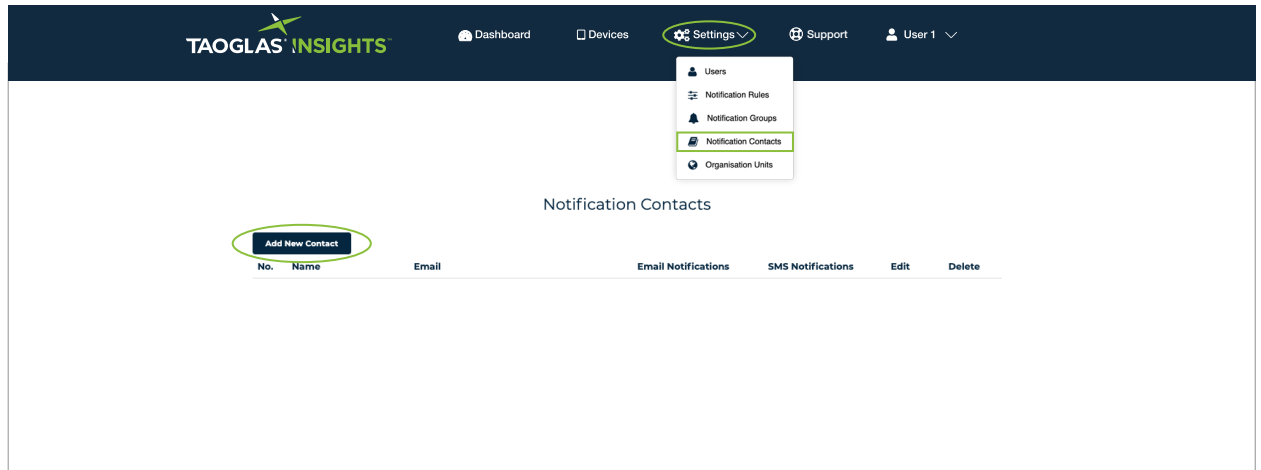 TAOGLAS INSIGHTS™
Dashboard Devices Settings Support User 1
Users
Notification Rules
Notification Groups
Notification Contacts
Organisation Units
Notification Contacts
Add New Contact
No. Name Email Email Notifications SMS Notifications Edit Delete